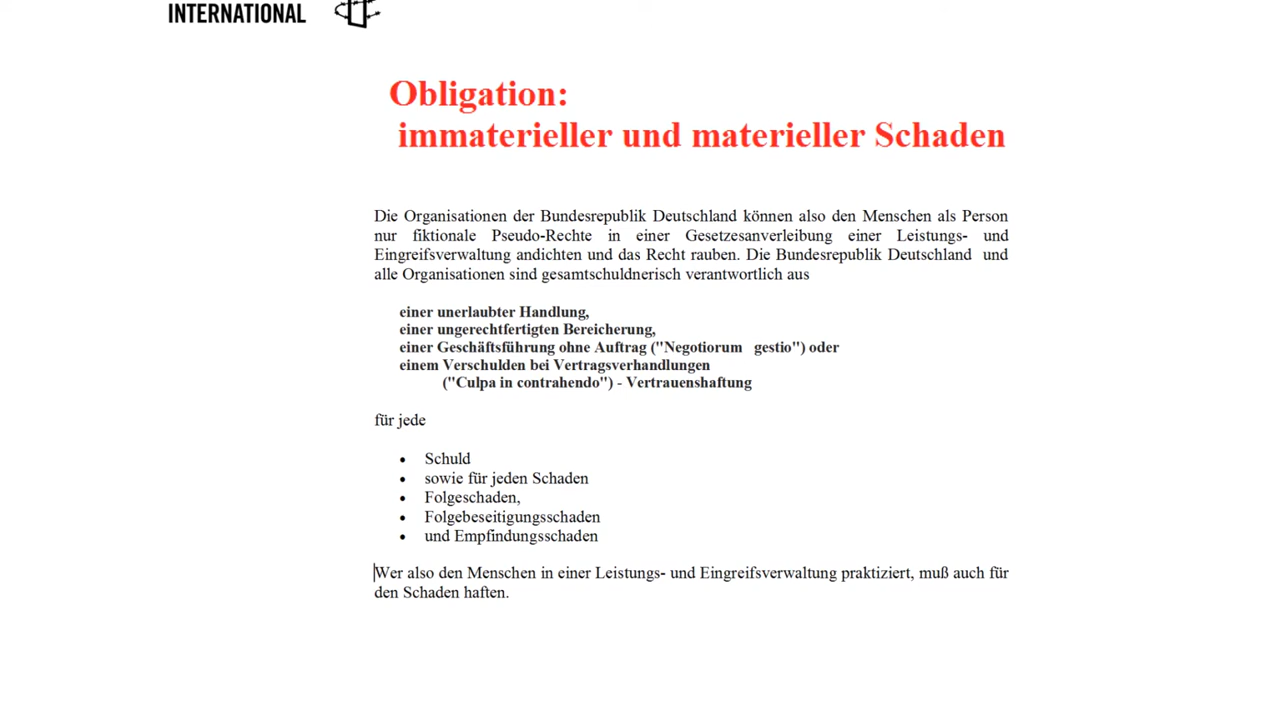 INTERNATIONAL
Obligation:
immaterieller und materieller Schaden
Die Organisationen der Bundesrepublik Deutschland können also den Menschen als Person
nur fiktionale Pseudo-Rechte in einer Gesetzesanverleibung einer Leistungs- und
Eingreifsverwaltung andichten und das Recht rauben. Die Bundesrepublik Deutschland und
alle Organisationen sind gesamtschuldnerisch verantwortlich aus
einer unerlaubter Handlung,
einer ungerechtfertigten Bereicherung,
einer Geschäftsführung ohne Auftrag ("Negotiorum gestio") oder
einem Verschulden bei Vertragsverhandlungen
("Culpa in contrahendo") - Vertrauenshaftung
für jede
• Schuld
• sowie für jeden Schaden
• Folgeschaden,
• Folgebeseitigungsschaden
• und Empfindungsschaden
Wer also den Menschen in einer Leistungs- und Eingreifsverwaltung praktiziert, muß auch für
den Schaden haften.